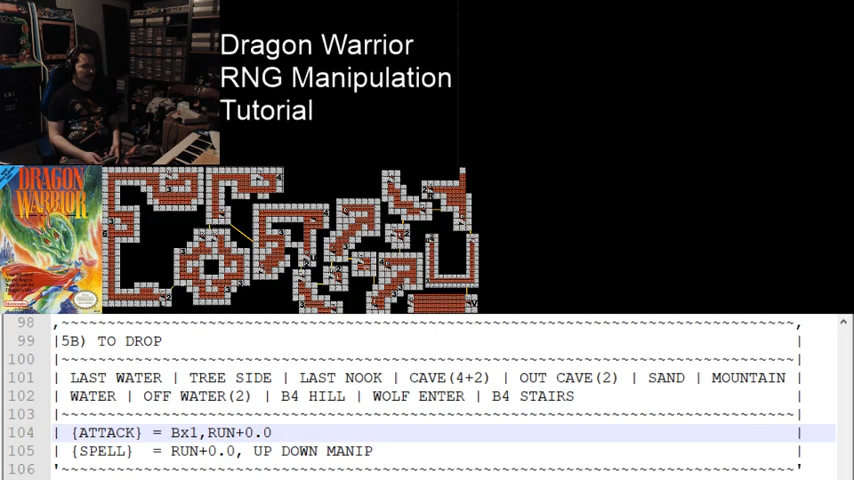 Dragon Warrior
RNG Manipulation
Tutorial
DRAGON
WARRIOR
98 ,~~~~~~~~~~~~~~~~~~~~~~~~~~~~~~~~~~~~~~~~~~~~~~~~~~~~~~~~~~~~~~~~~~~~~~~~~~~~~~~~~,
99 |5B) TO DROP |
100 |~~~~~~~~~~~~~~~~~~~~~~~~~~~~~~~~~~~~~~~~~~~~~~~~~~~~~~~~~~~~~~~~~~~~~~~~~~~~~~~~~|
101 | LAST WATER | TREE SIDE | LAST NOOK | CAVE(4+2) | OUT CAVE(2) | SAND | MOUNTAIN |
102 | WATER | OFF WATER(2) | B4 HILL | WOLF ENTER | B4 STAIRS |
103 |~~~~~~~~~~~~~~~~~~~~~~~~~~~~~~~~~~~~~~~~~~~~~~~~~~~~~~~~~~~~~~~~~~~~~~~~~~~~~~~~~|
104 | {ATTACK} = Bx1,RUN+0.0 |
105 | {SPELL} = RUN+0.0, UP DOWN MANIP |
106 '~~~~~~~~~~~~~~~~~~~~~~~~~~~~~~~~~~~~~~~~~~~~~~~~~~~~~~~~~~~~~~~~~~~~~~~~~~~~~~~~~'